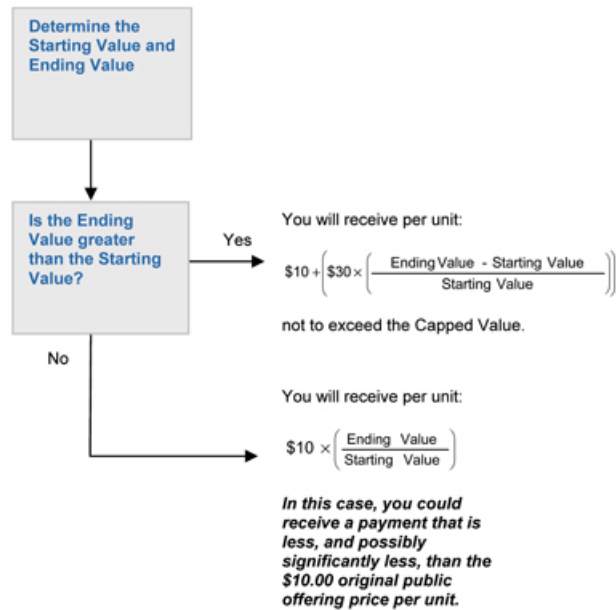 Determine the
Starting Value and
Ending Value
Is the Ending
Value greater
than the Starting
Value?
Yes
You will receive per unit:
$10 + ($30 × (Ending Value - Starting Value
Starting Value))
not to exceed the Capped Value.
No
You will receive per unit:
$10 × (Ending Value
Starting Value)
In this case, you could
receive a payment that is
less, and possibly
significantly less, than the
$10.00 original public
offering price per unit.